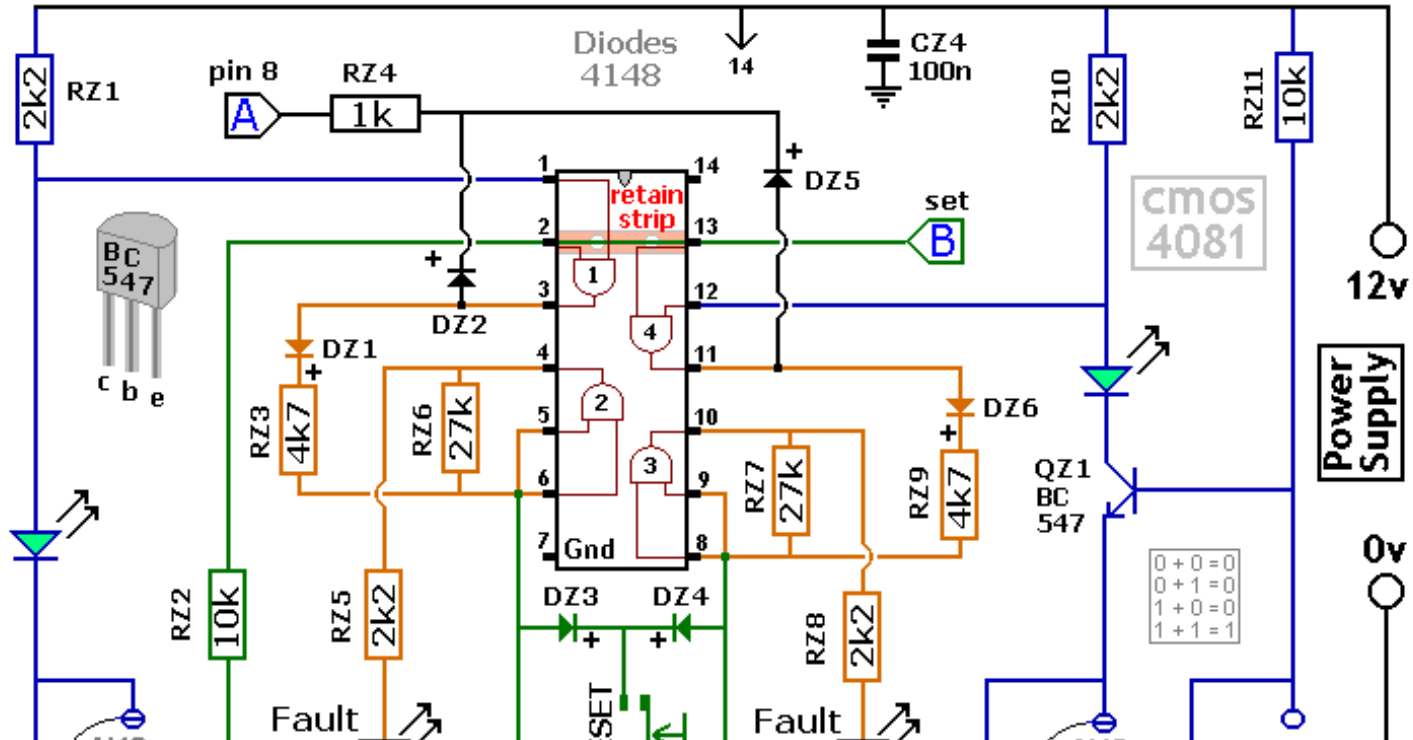 Diodes
4148
14
CZ4
100n
pin 8
RZ4
A
1k
2k2
RZ1
RZ10
2k2
RZ11
10k
1
14
retain
strip
DZ5
set
cmos
4081
2
13
B
BC
547
1
12v
3
12
DZ2
4
DZ1
4
11
c b e
RZ3
4k7
RZ6
27k
2
5
10
DZ6
Power
Supply
3
6
9
RZ7
27k
RZ9
4k7
QZ1
BC
547
7
Gnd
8
0v
0+0=0
0+1=0
1+0=0
1+1=1
DZ3
DZ4
RZ2
10k
RZ5
2k2
RZ8
2k2
Fault
Fault